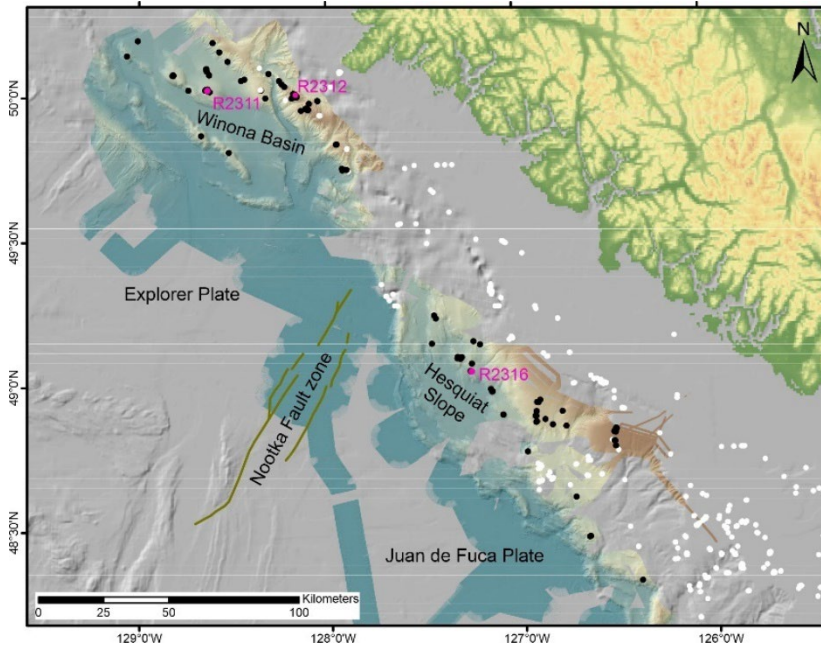 N
R2312
R2311
Winona Basin
Explorer Plate
Nootka Fault zone
R2316
Hesquiat
Slope
Juan de Fuca Plate
Kilometers
0 25 50 100
50°0'N
49°30'N
49°0'N
48°30'N
129°0'W 128°0'W 127°0'W 126°0'W